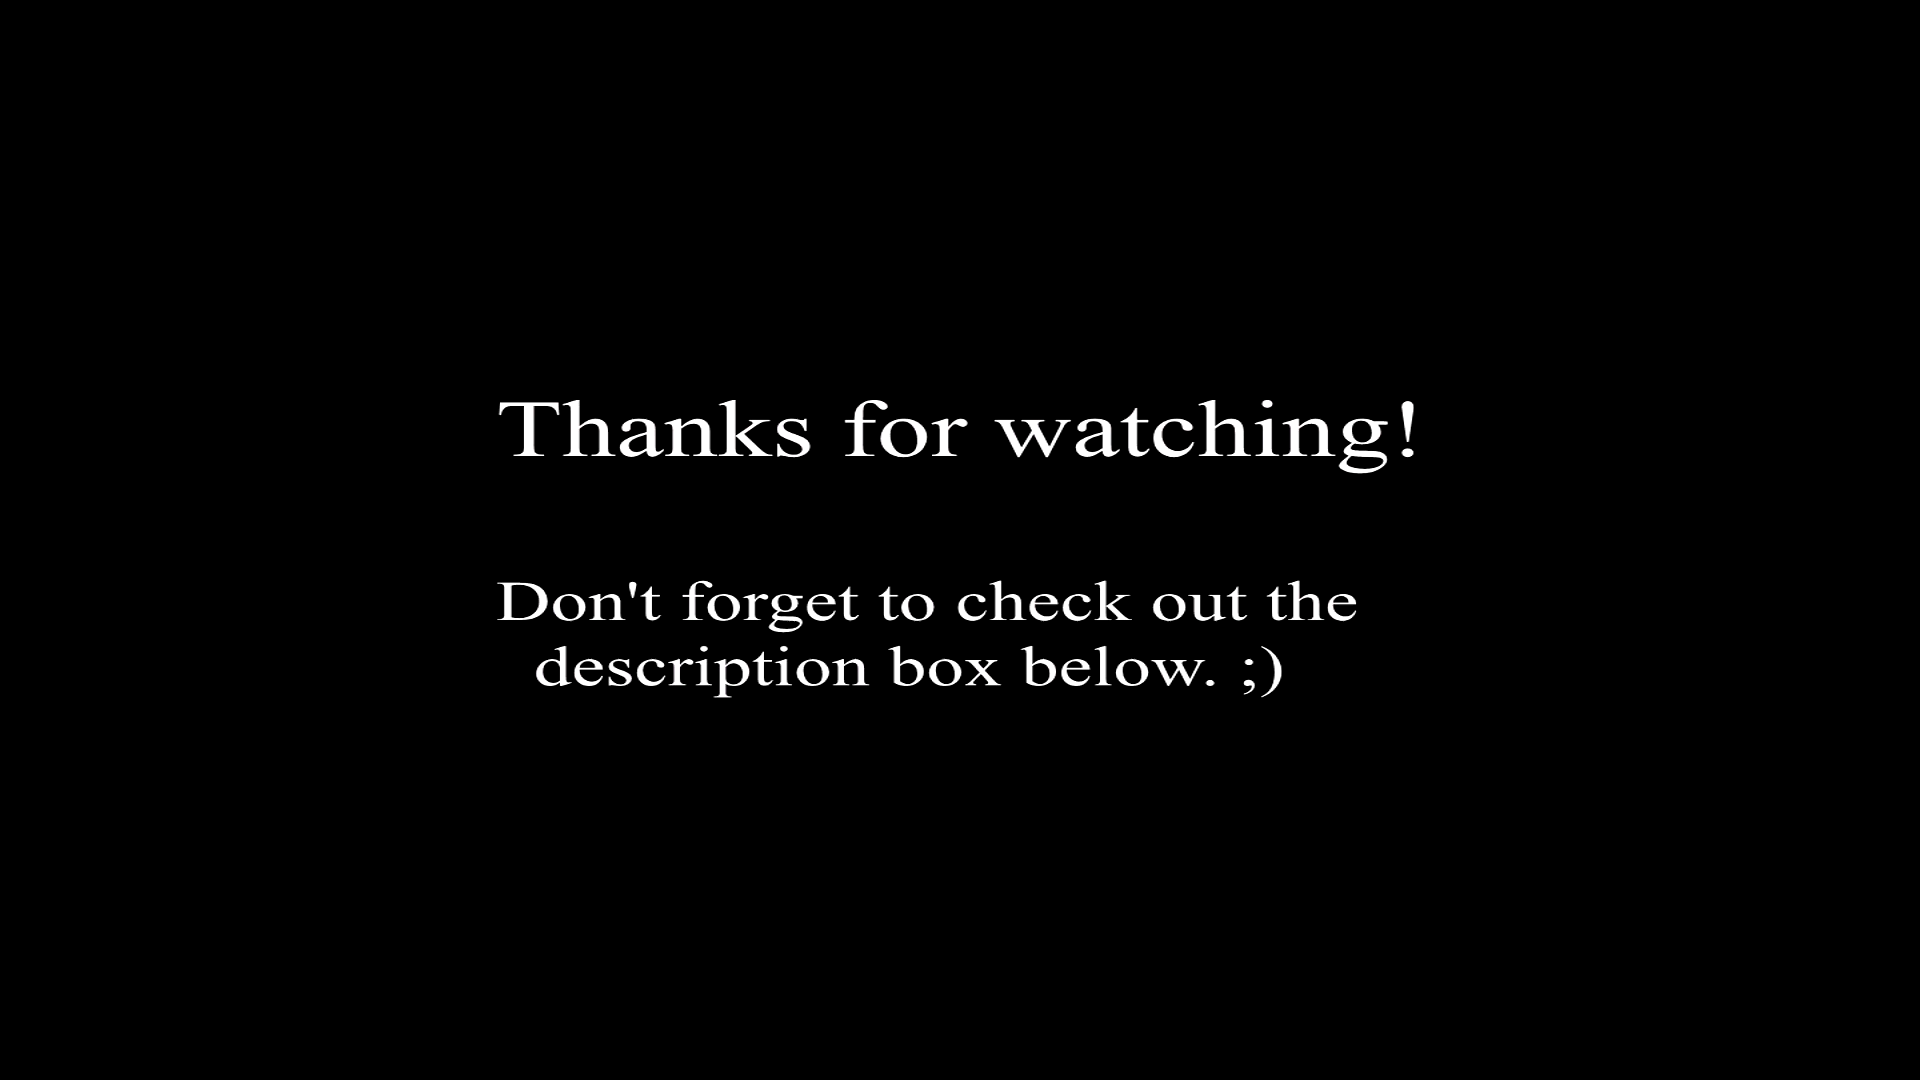 Thanks for watching!
Don't forget to check out the
description box below. ;)